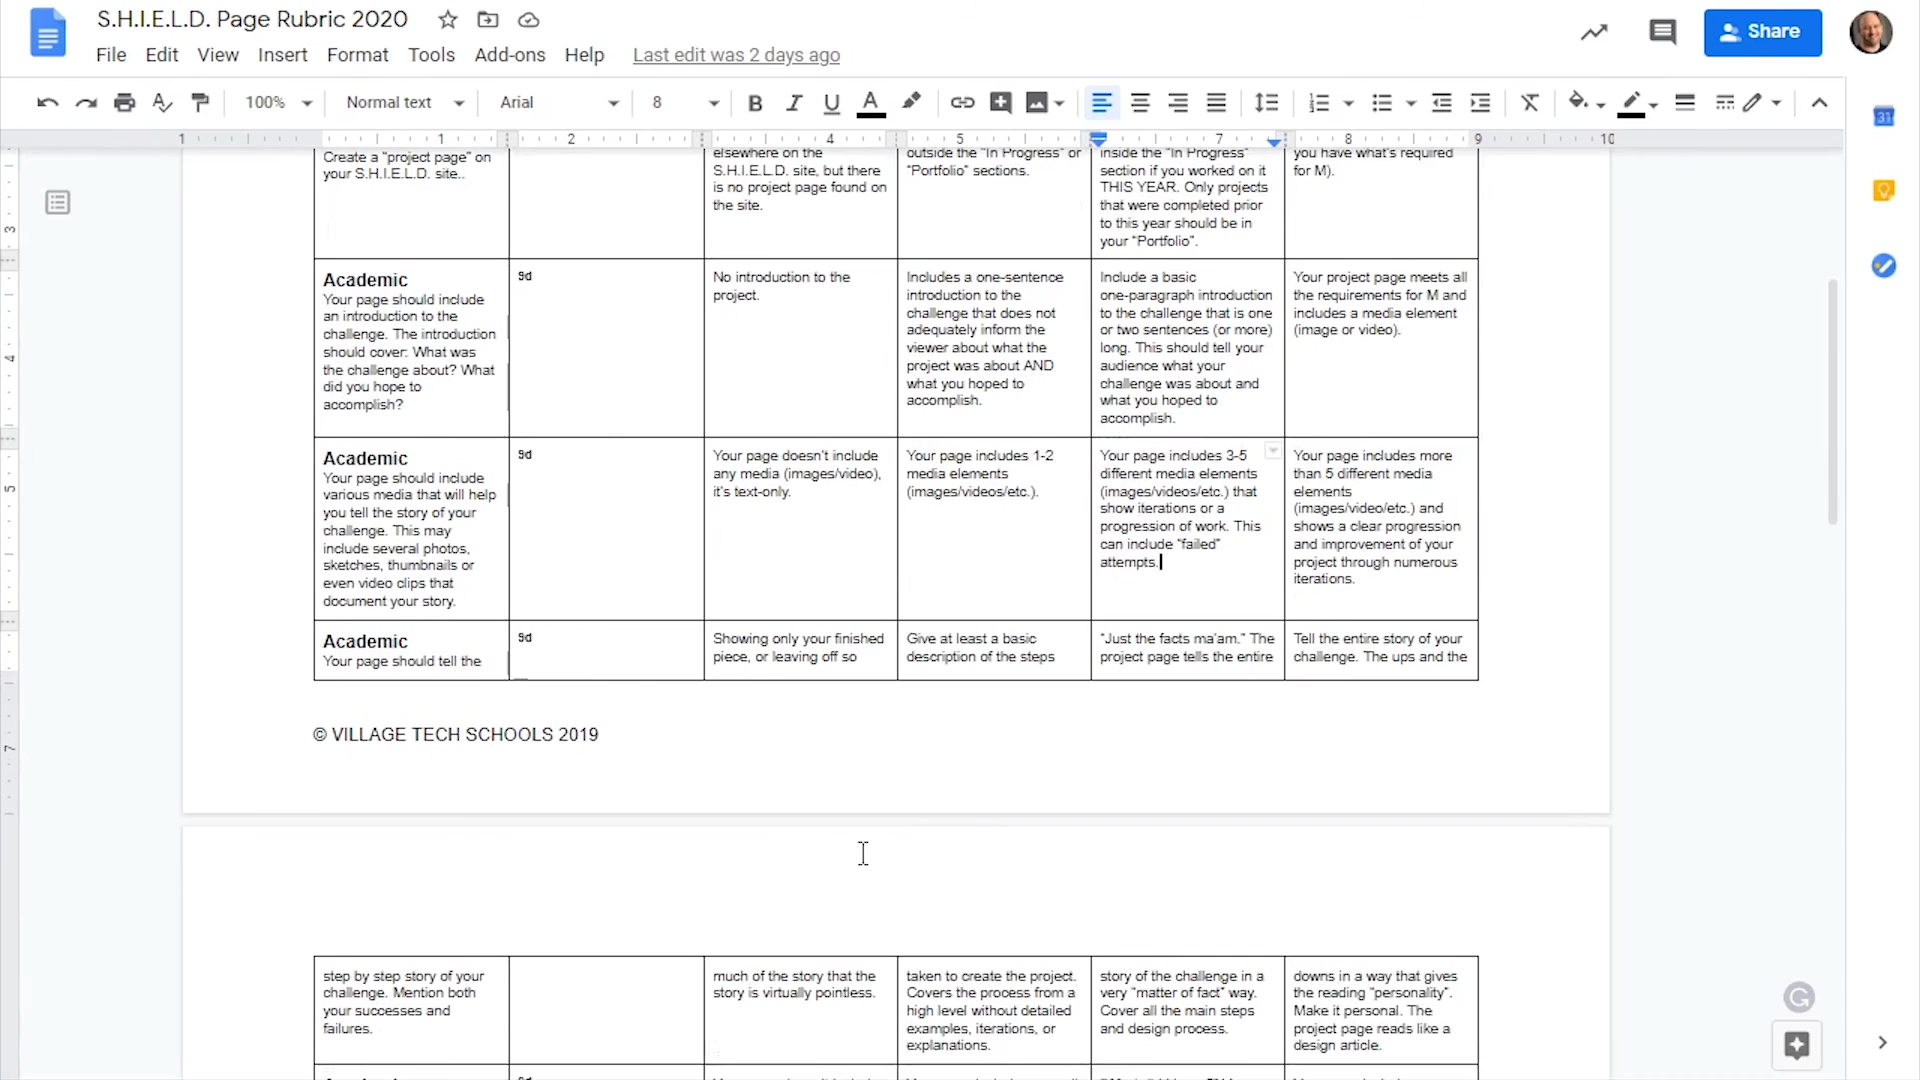 S.H.I.E.L.D. Page Rubric 2020
File Edit View Insert Format Tools Add-ons Help Last edit was 2 days ago
Share
100% Normal text Arial 8
1 1 2 4 5 7 8 9 10
31
3
4
5
7
Create a “project page” on
your S.H.I.E.L.D. site..
elsewhere on the
S.H.I.E.L.D. site, but there
is no project page found on
the site.
outside the “In Progress” or
“Portfolio” sections.
inside the “In Progress”
section if you worked on it
THIS YEAR. Only projects
that were completed prior
to this year should be in
your “Portfolio”.
you have what’s required
for M).
Academic
Your page should include
an introduction to the
challenge. The introduction
should cover: What was
the challenge about? What
did you hope to
accomplish?
9d
No introduction to the
project.
Includes a one-sentence
introduction to the
challenge that does not
adequately inform the
viewer about what the
project was about AND
what you hoped to
accomplish.
Include a basic
one-paragraph introduction
to the challenge that is one
or two sentences (or more)
long. This should tell your
audience what your
challenge was about and
what you hoped to
accomplish.
Your project page meets all
the requirements for M and
includes a media element
(image or video).
Academic
Your page should include
various media that will help
you tell the story of your
challenge. This may
include several photos,
sketches, thumbnails or
even video clips that
document your story.
9d
Your page doesn’t include
any media (images/video),
it’s text-only.
Your page includes 1-2
media elements
(images/videos/etc.).
Your page includes 3-5
different media elements
(images/videos/etc.) that
show iterations or a
progression of work. This
can include “failed”
attempts.
Your page includes more
than 5 different media
elements
(images/video/etc.) and
shows a clear progression
and improvement of your
project through numerous
iterations.
Academic
Your page should tell the
9d
Showing only your finished
piece, or leaving off so
Give at least a basic
description of the steps
“Just the facts ma’am.” The
project page tells the entire
Tell the entire story of your
challenge. The ups and the
© VILLAGE TECH SCHOOLS 2019
step by step story of your
challenge. Mention both
your successes and
failures.
much of the story that the
story is virtually pointless.
taken to create the project.
Covers the process from a
high level without detailed
examples, iterations, or
explanations.
story of the challenge in a
very “matter of fact” way.
Cover all the main steps
and design process.
downs in a way that gives
the reading “personality”.
Make it personal. The
project page reads like a
design article.